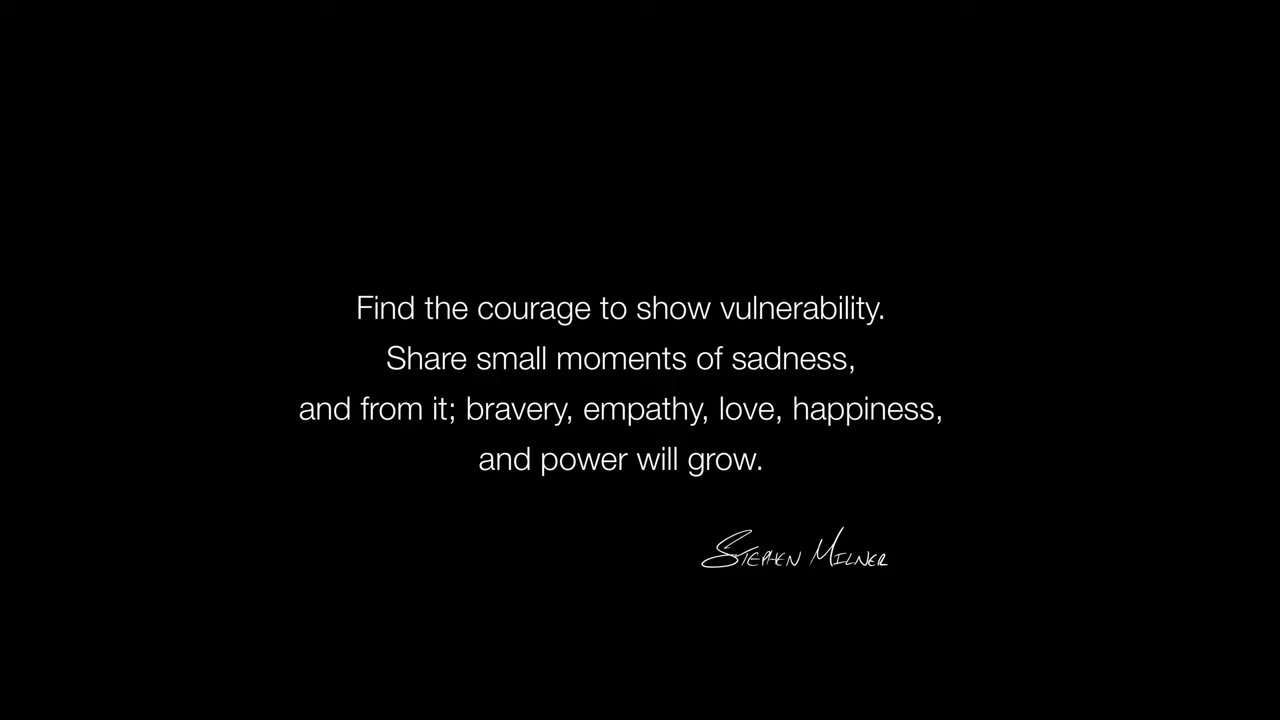 Find the courage to show vulnerability.
Share small moments of sadness,
and from it; bravery, empathy, love, happiness,
and power will grow.
Stephen Milner